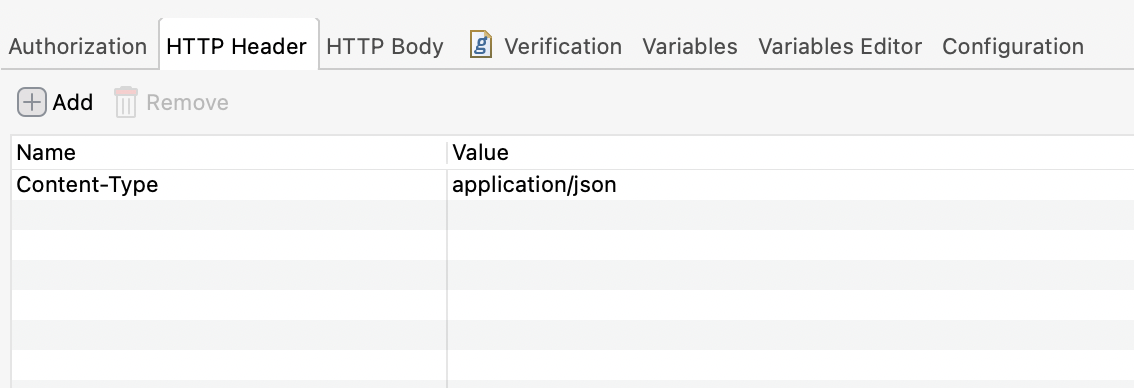 Authorization HTTP Header HTTP Body g Verification Variables Variables Editor Configuration
Add Remove
Name Value
Content-Type application/json